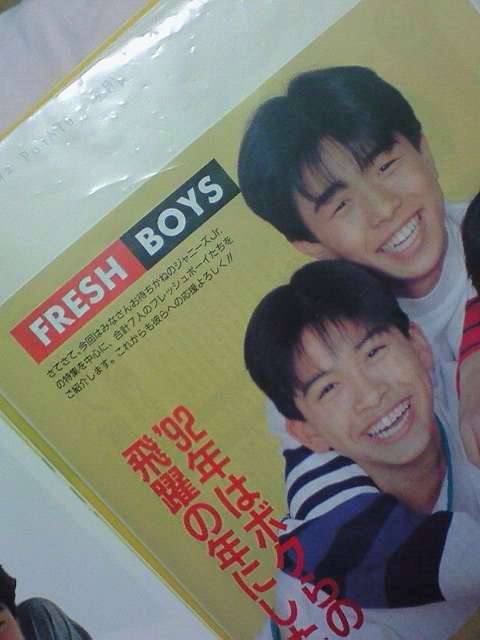 FRESH BOYS
さてさて、今回はみなさんお待ちかねのジャニーズJr.
の特集を中心に、合計7人のフレッシュボーイたちを
ご紹介します。これからも彼らへの応援よろしく!!
'92年はボクらの
飛躍の年にした